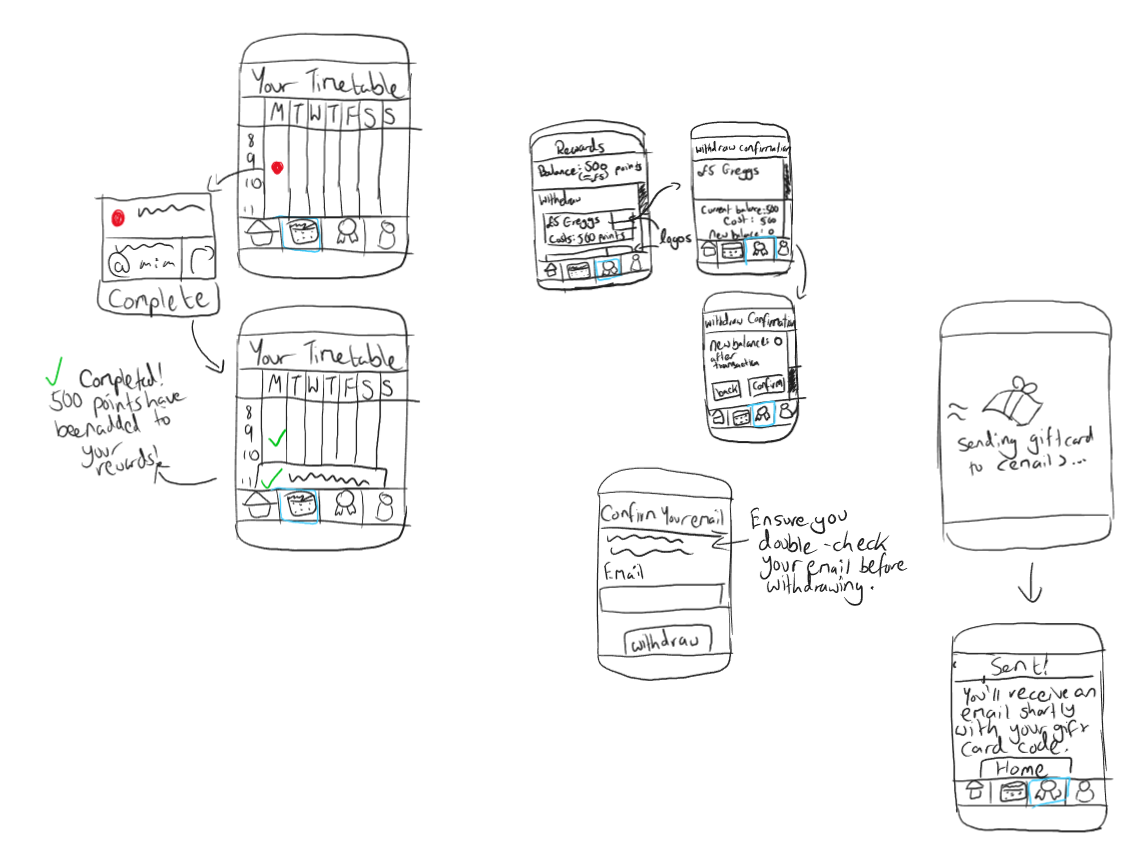 Your Timetable
M T W T F S S
8
9
10
11
@ mim
Complete
Your Timetable
M T W T F S S
8
9
10
11
✓ Completed!
500 points have
been added to
your
rewards!
Rewards
Balance: 500 points
(= £5)
Withdraw
£5 Greggs
Costs: 500 points
logos
Withdraw Confirmation
£5 Greggs
Current balance: 500
Cost: 500
New balance: 0
Withdraw Confirmation
New balance: 0
after
transaction
back Confirm
Confirm Your email
Email
Withdraw
Ensure you
double-check
your email before
withdrawing.
Sending giftcard
to <email>...
Sent!
You'll receive an
email shortly
with your gift
card code.
Home